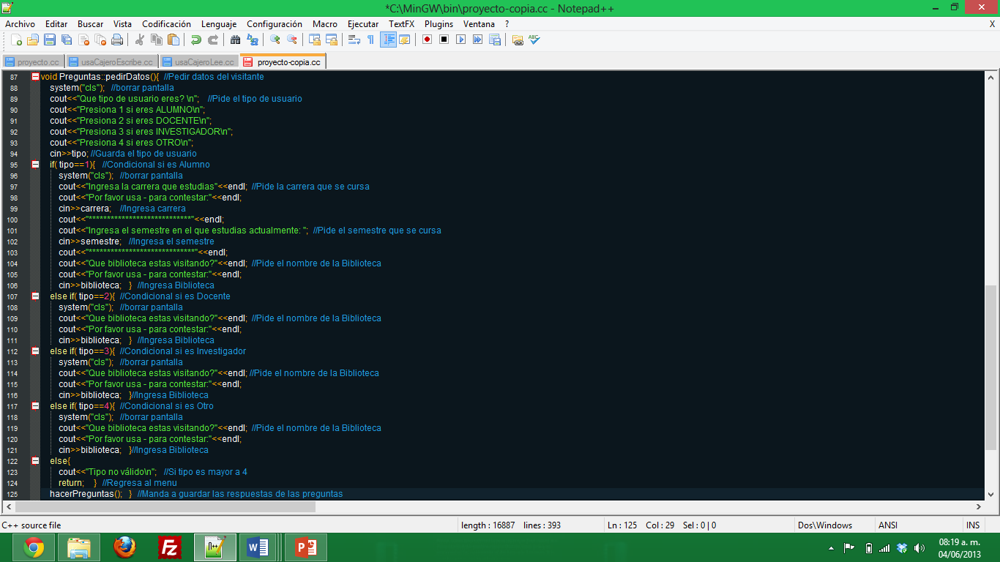 *C:\MinGW\bin\proyecto-copia.cc - Notepad++
Archivo Editar Buscar Vista Codificación Lenguaje Configuración Macro Ejecutar TextFX Plugins Ventana ? X
proyecto.cc usaCajeroEscribe.cc usaCajeroLee.cc proyecto-copia.cc
87 void Preguntas::pedirDatos(){ //Pedir datos del visitante
88 system("cls"); //borrar pantalla
89 cout<<"Que tipo de usuario eres? \n"; //Pide el tipo de usuario
90 cout<<"Presiona 1 si eres ALUMNO\n";
91 cout<<"Presiona 2 si eres DOCENTE\n";
92 cout<<"Presiona 3 si eres INVESTIGADOR\n";
93 cout<<"Presiona 4 si eres OTRO\n";
94 cin>>tipo; //Guarda el tipo de usuario
95 if( tipo==1){ //Condicional si es Alumno
96 system("cls"); //borrar pantalla
97 cout<<"Ingresa la carrera que estudias"<<endl; //Pide la carrera que se cursa
98 cout<<"Por favor usa - para contestar:"<<endl;
99 cin>>carrera; //Ingresa carrera
100 cout<<"****************************"<<endl;
101 cout<<"Ingresa el semestre en el que estudias actualmente: "; //Pide el semestre que se cursa
102 cin>>semestre; //Ingresa el semestre
103 cout<<"*****************************"<<endl;
104 cout<<"Que biblioteca estas visitando?"<<endl; //Pide el nombre de la Biblioteca
105 cout<<"Por favor usa - para contestar:"<<endl;
106 cin>>biblioteca; } //Ingresa Biblioteca
107 else if( tipo==2){ //Condicional si es Docente
108 system("cls"); //borrar pantalla
109 cout<<"Que biblioteca estas visitando?"<<endl; //Pide el nombre de la Biblioteca
110 cout<<"Por favor usa - para contestar:"<<endl;
111 cin>>biblioteca; } //Ingresa Biblioteca
112 else if( tipo==3){ //Condicional si es Investigador
113 system("cls"); //borrar pantalla
114 cout<<"Que biblioteca estas visitando?"<<endl; //Pide el nombre de la Biblioteca
115 cout<<"Por favor usa - para contestar:"<<endl;
116 cin>>biblioteca; }//Ingresa Biblioteca
117 else if( tipo==4){ //Condicional si es Otro
118 system("cls"); //borrar pantalla
119 cout<<"Que biblioteca estas visitando?"<<endl; //Pide el nombre de la Biblioteca
120 cout<<"Por favor usa - para contestar:"<<endl;
121 cin>>biblioteca; }//Ingresa Biblioteca
122 else{
123 cout<<"Tipo no válido\n"; //Si tipo es mayor a 4
124 return; } //Regresa al menu
125 hacerPreguntas(); } //Manda a guardar las respuestas de las preguntas
C++ source file length : 16887 lines : 393 Ln : 125 Col : 29 Sel : 0 | 0 Dos\Windows ANSI INS
08:19 a. m.
04/06/2013